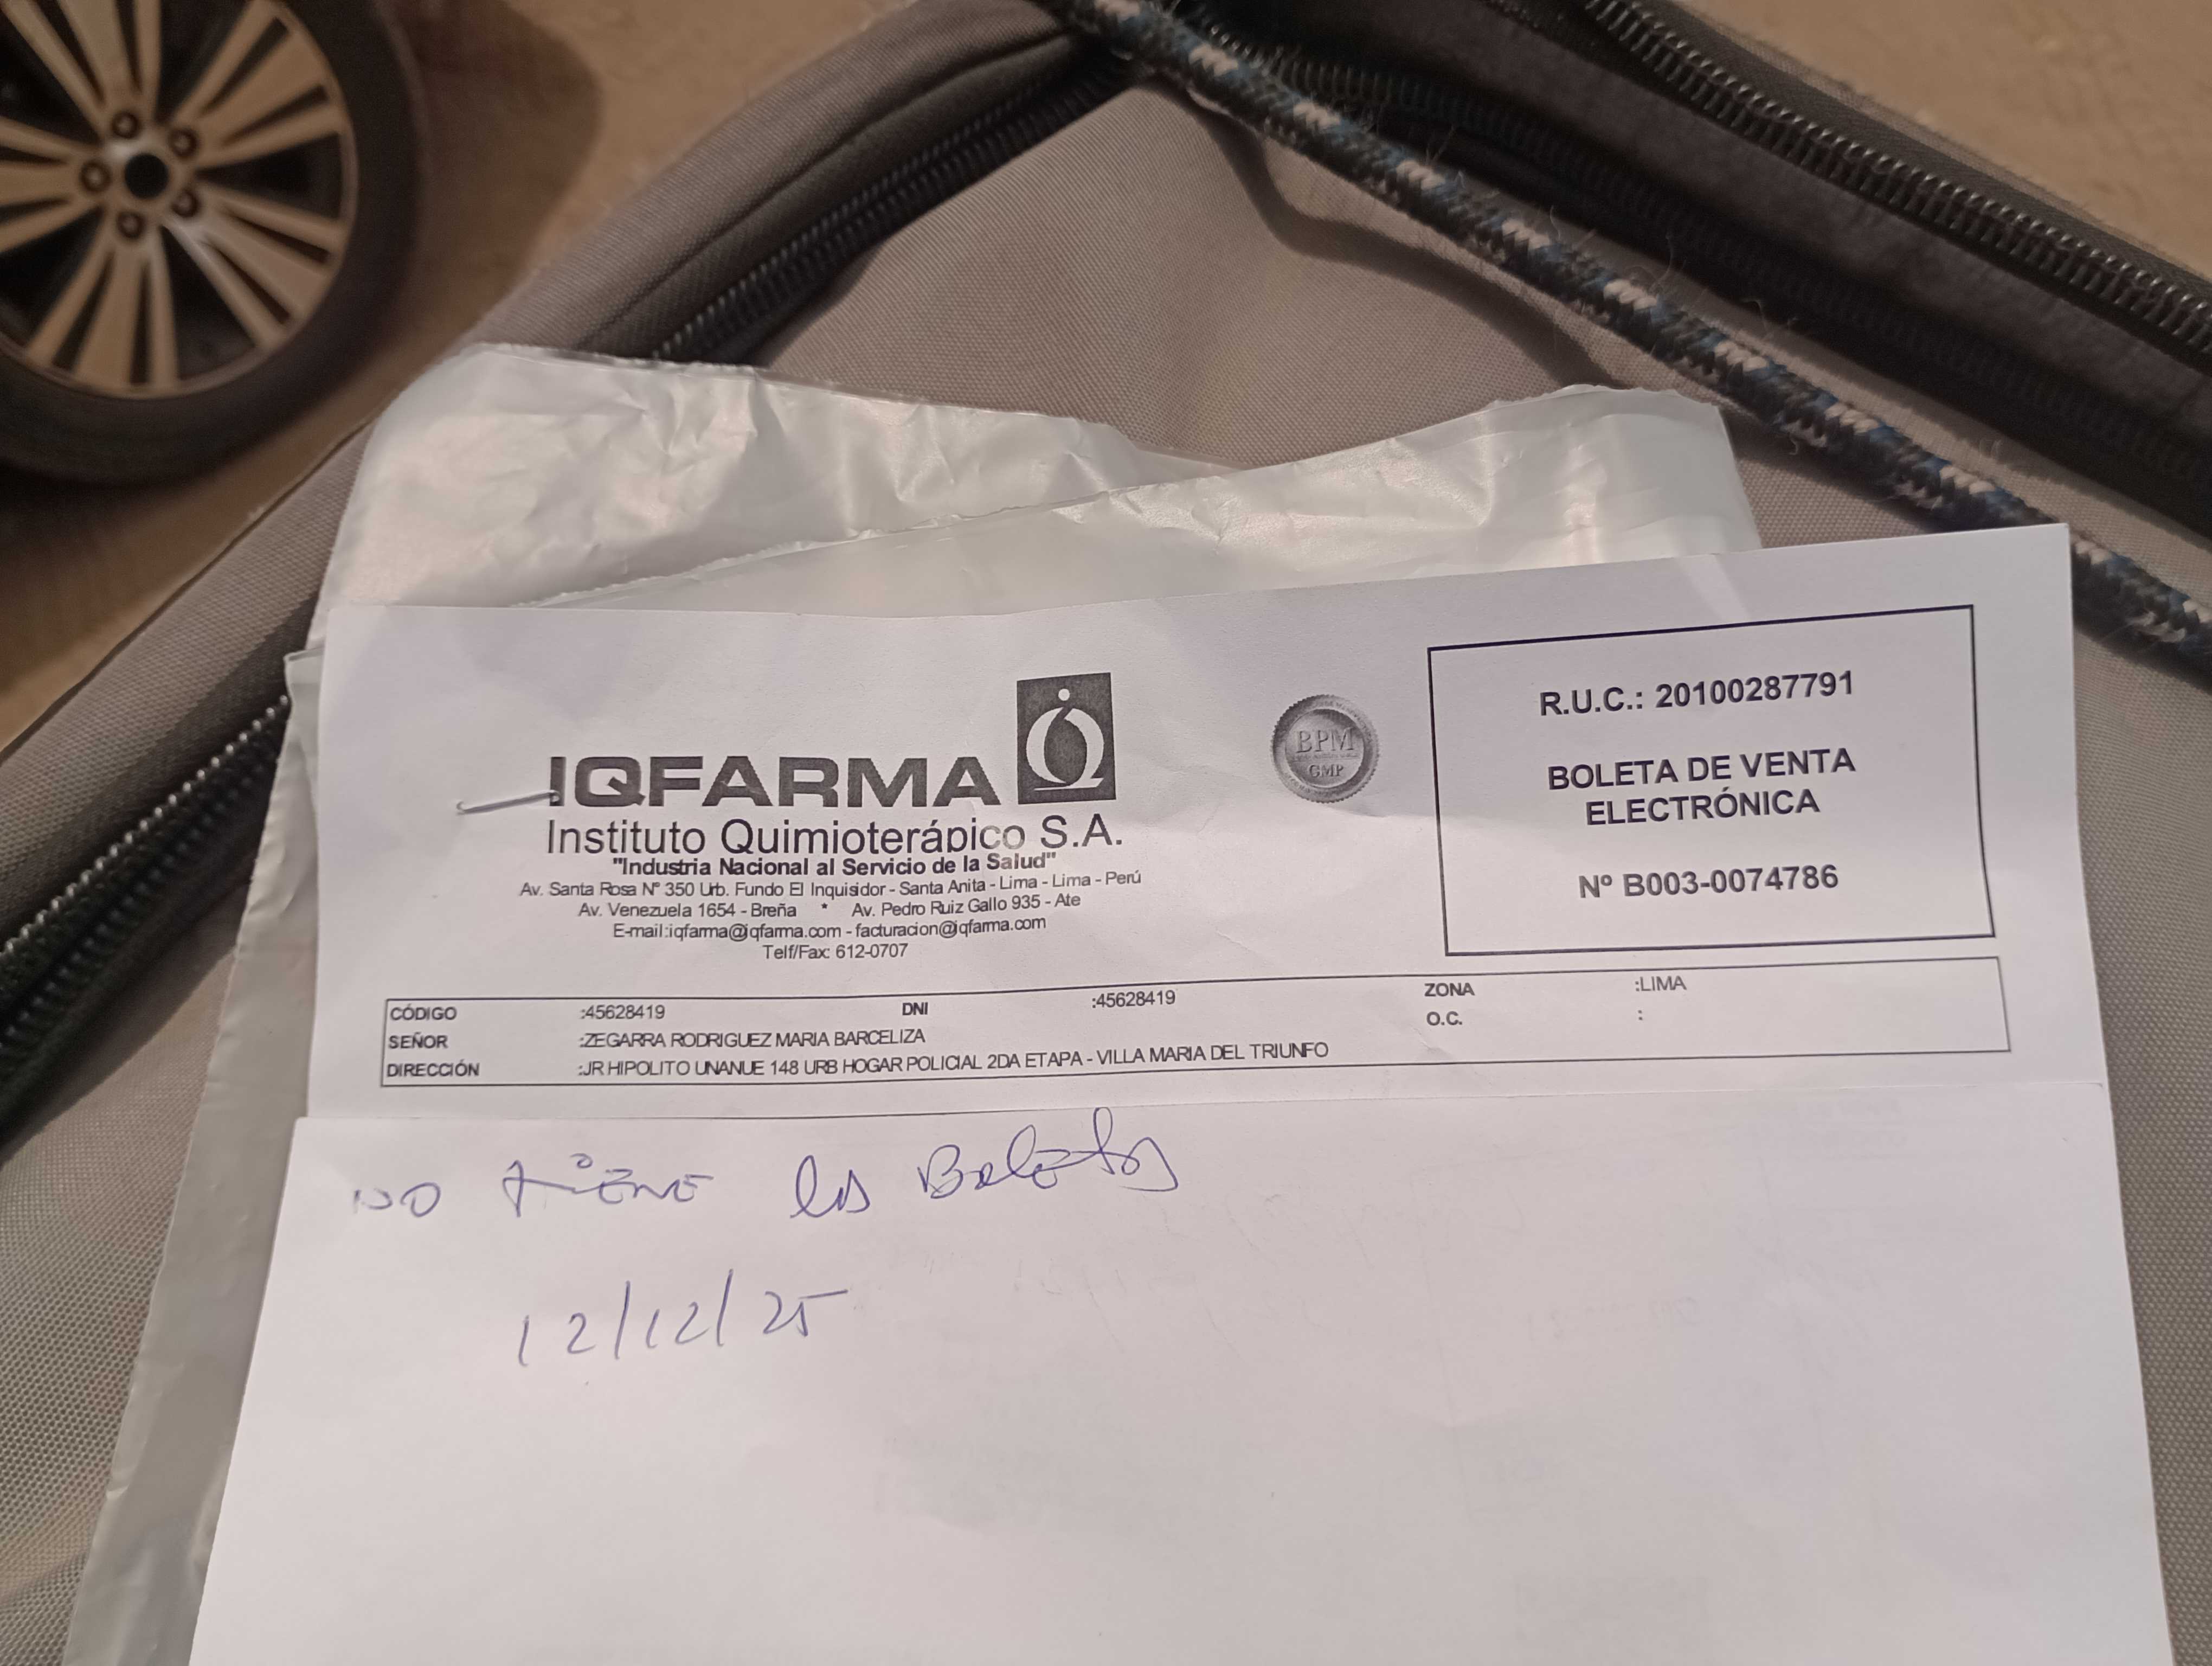 IQFARMA
Instituto Quimioterápico S.A.
"Industria Nacional al Servicio de la Salud"
Av. Santa Rosa Nº 350 Urb. Fundo El Inquisidor - Santa Anita - Lima - Lima - Perú
Av. Venezuela 1654 - Breña * Av. Pedro Ruiz Gallo 935 - Ate
E-mail:iqfarma@iqfarma.com - facturacion@iqfarma.com
Telf/Fax: 612-0707
BPM
GMP
R.U.C.: 20100287791
BOLETA DE VENTA
ELECTRÓNICA
Nº B003-0074786
CÓDIGO :45628419 DNI :45628419 ZONA :LIMA
SEÑOR :ZEGARRA RODRIGUEZ MARIA BARCELIZA O.C. :
DIRECCIÓN :JR HIPOLITO UNANUE 148 URB HOGAR POLICIAL 2DA ETAPA - VILLA MARIA DEL TRIUNFO
NO tiENE las Boletas
12/12/25